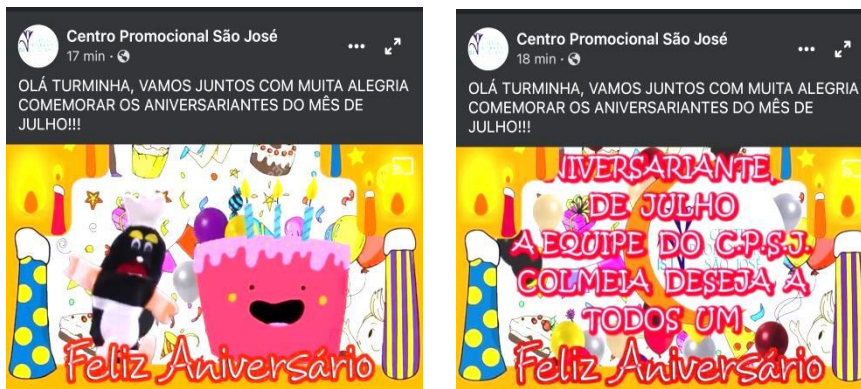 Centro Promocional São José
17 min
OLÁ TURMINHA, VAMOS JUNTOS COM MUITA ALEGRIA
COMEMORAR OS ANIVERSARIANTES DO MÊS DE
JULHO!!!
Feliz Aniversário
Centro Promocional São José
18 min
OLÁ TURMINHA, VAMOS JUNTOS COM MUITA ALEGRIA
COMEMORAR OS ANIVERSARIANTES DO MÊS DE
JULHO!!!
NIVERSARIANTE
DE JULHO
A EQUIPE DO C.P.S.J.
COLMEIA DESEJA A
TODOS UM
Feliz Aniversário